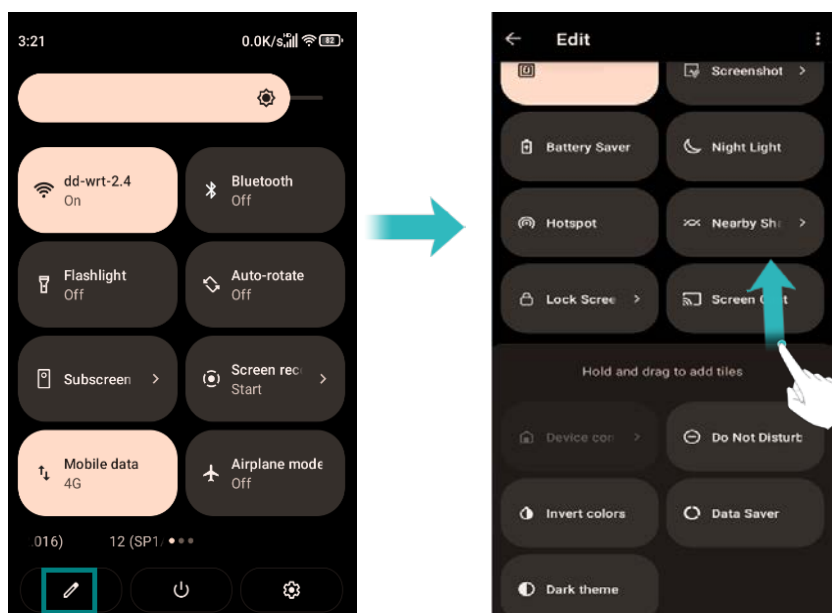 3:21
0.0K/s
82
dd-wrt-2.4
On
Bluetooth
Off
Flashlight
Off
Auto-rotate
Off
Subscreen
Screen rec
Start
Mobile data
4G
Airplane mode
Off
.016)
12 (SP1
Edit
Screenshot
Battery Saver
Night Light
Hotspot
Nearby Sh
Lock Scree
Screen
Hold and drag to add tiles
Device con
Do Not Disturb
Invert colors
Data Saver
Dark theme